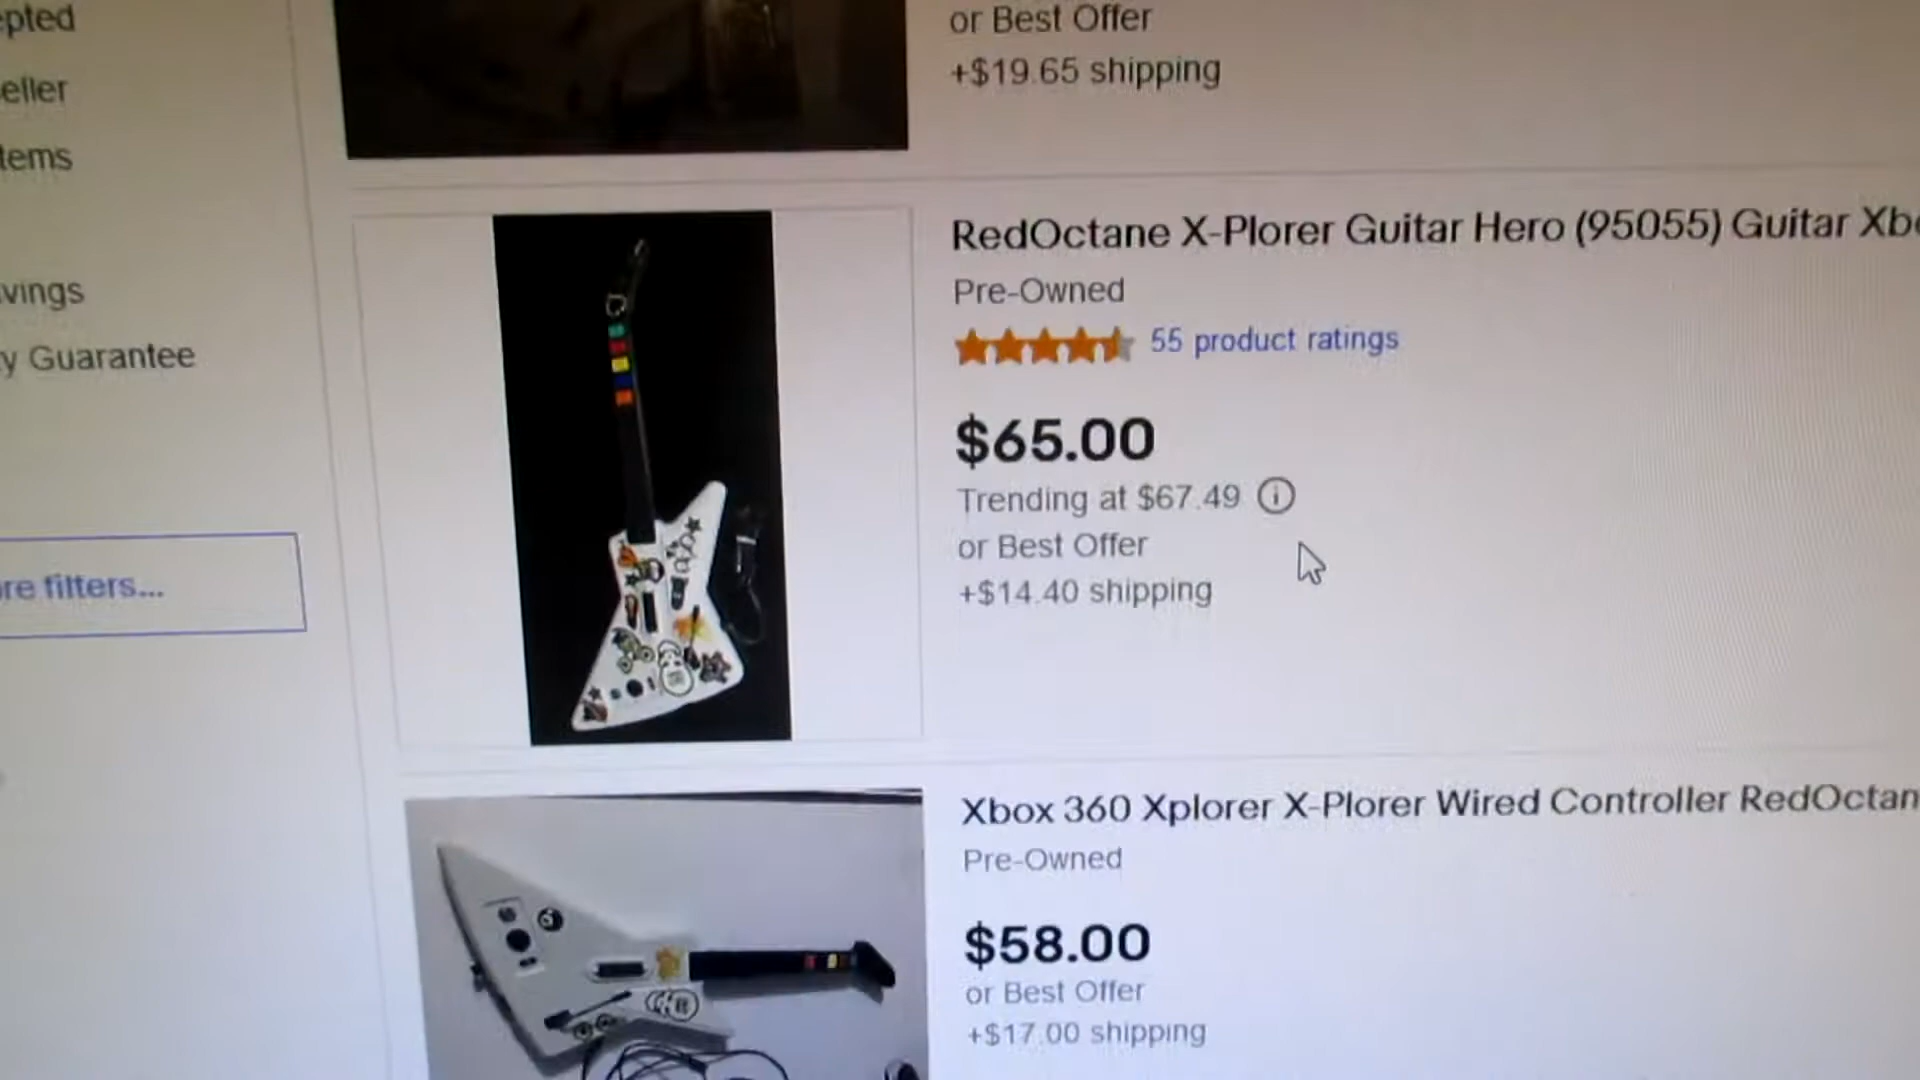 epted
eller
tems
vings
y Guarantee
re filters...
or Best Offer
+$19.65 shipping
RedOctane X-Plorer Guitar Hero (95055) Guitar Xb
Pre-Owned
55 product ratings
$65.00
Trending at $67.49
or Best Offer
+$14.40 shipping
Xbox 360 Xplorer X-Plorer Wired Controller RedOctan
Pre-Owned
$58.00
or Best Offer
+$17.00 shipping